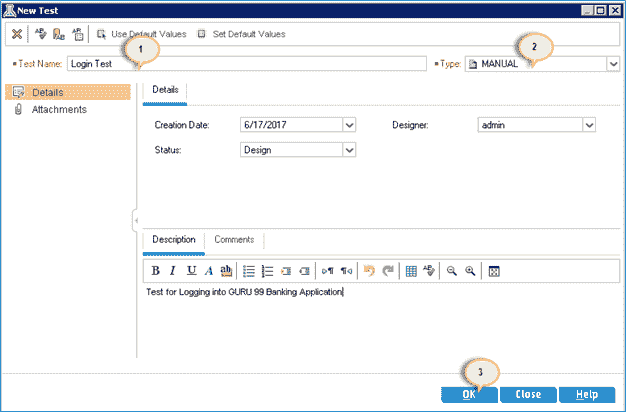 New Test
Use Default Values Set Default Values
1 2
Test Name: Login Test Type: MANUAL
Details
Attachments
Details
Creation Date: 6/17/2017 Designer: admin
Status: Design
Description Comments
B I U A ab
Test for Logging into GURU 99 Banking Application
3
OK Close Help